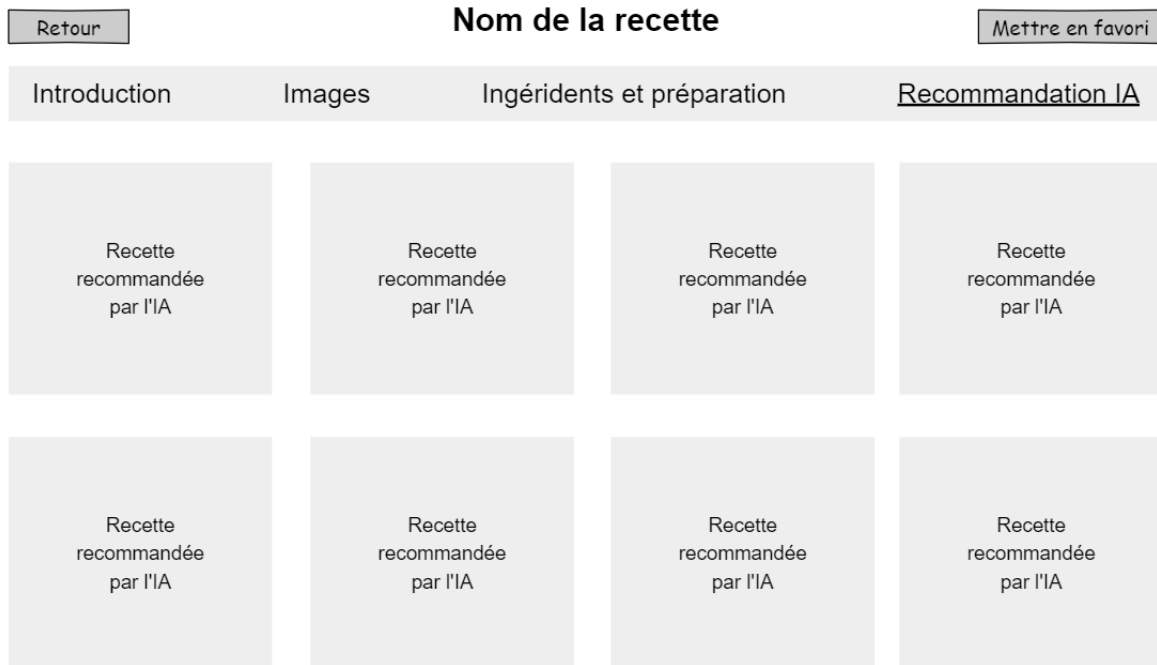 Retour
Nom de la recette
Mettre en favori
Introduction
Images
Ingéridents et préparation
Recommandation IA
Recette
recommandée
par l'IA
Recette
recommandée
par l'IA
Recette
recommandée
par l'IA
Recette
recommandée
par l'IA
Recette
recommandée
par l'IA
Recette
recommandée
par l'IA
Recette
recommandée
par l'IA
Recette
recommandée
par l'IA